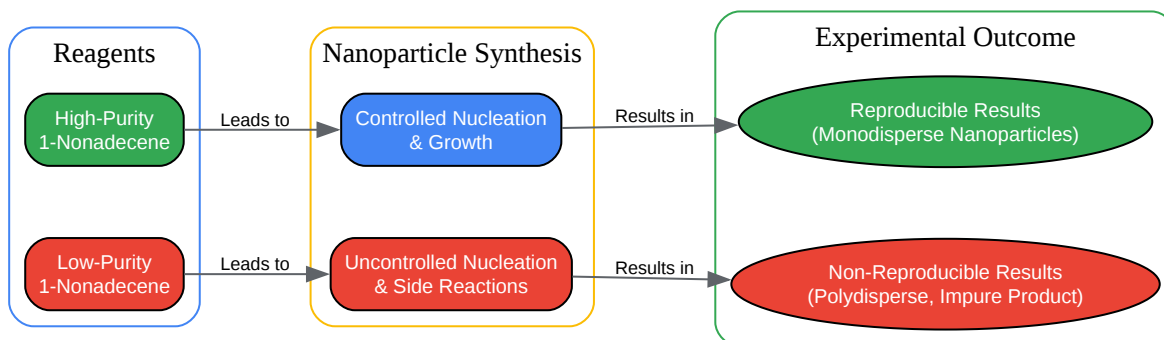 Reagents
Nanoparticle Synthesis
Experimental Outcome
High-Purity
1-Nonadecene
Leads to
Controlled Nucleation
& Growth
Results in
Reproducible Results
(Monodisperse Nanoparticles)
Low-Purity
1-Nonadecene
Leads to
Uncontrolled Nucleation
& Side Reactions
Results in
Non-Reproducible Results
(Polydisperse, Impure Product)